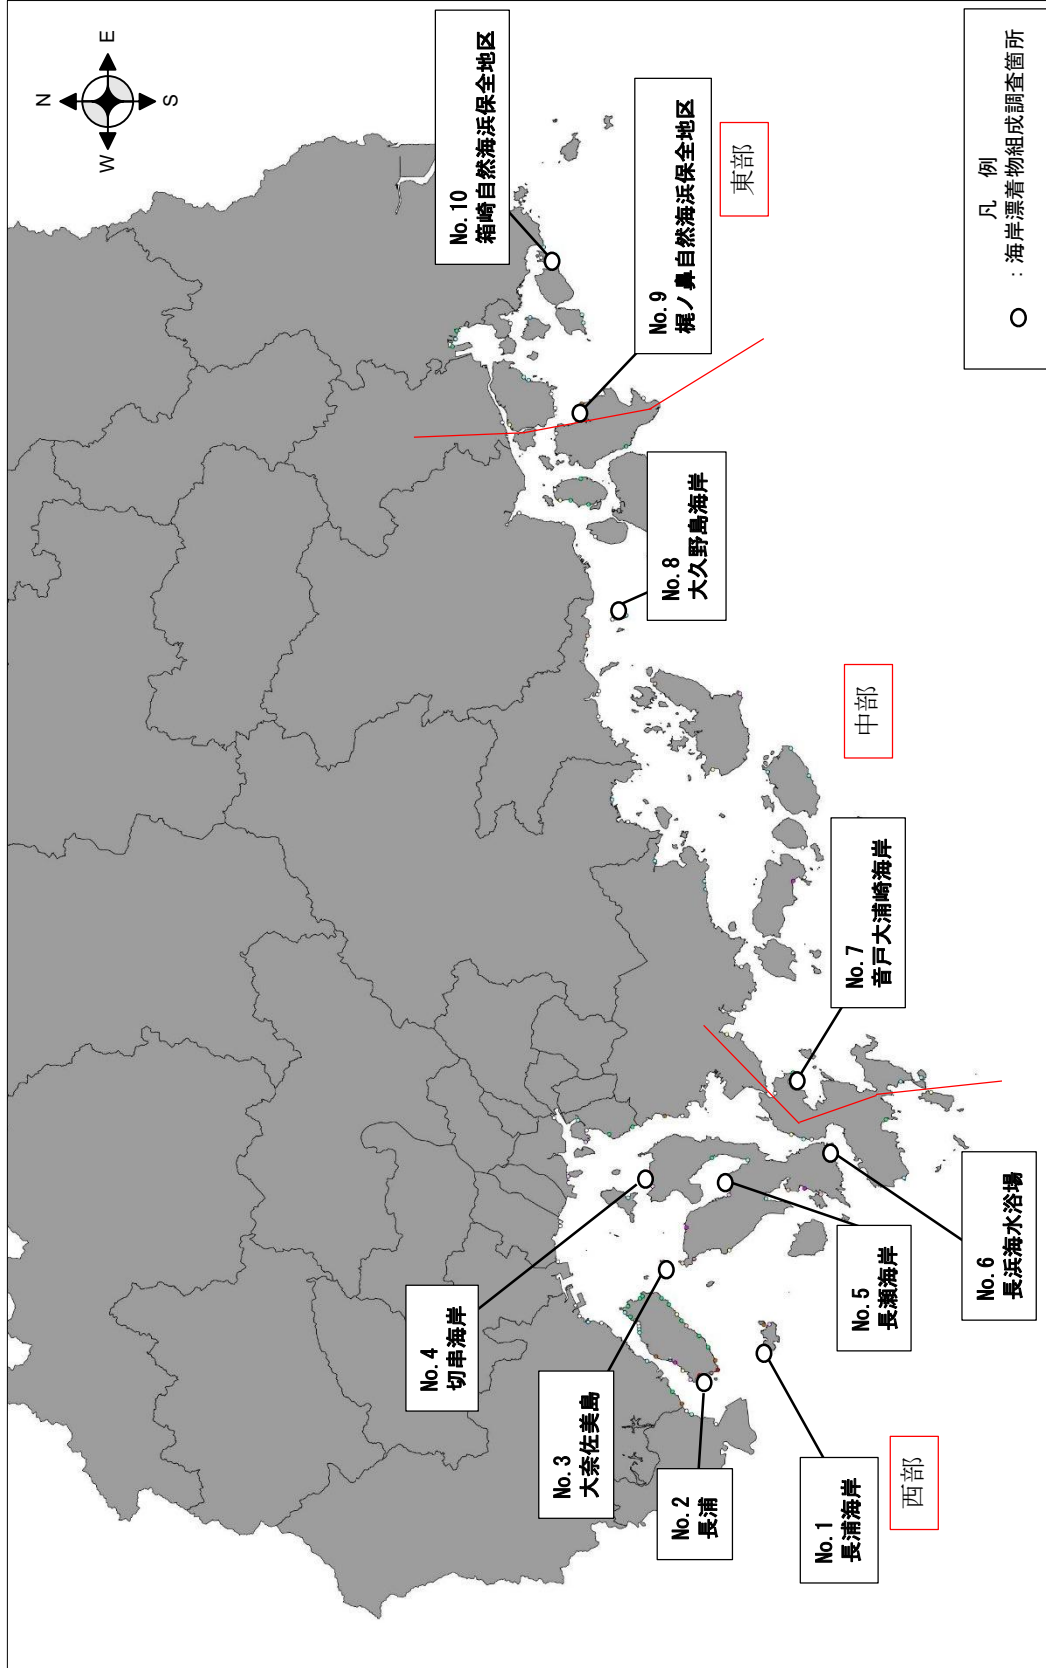 N
W
E
S
No.10
箱崎自然海浜保全地区
No.9
梶ノ鼻自然海浜保全地区
東部
No.8
大久野島海岸
中部
No.7
音戸大浦崎海岸
No.6
長浜海水浴場
No.5
長瀬海岸
No.4
切串海岸
No.3
大奈佐美島
No.2
長浦
No.1
長浦海岸
西部
凡 例
：海岸漂着物組成調査箇所